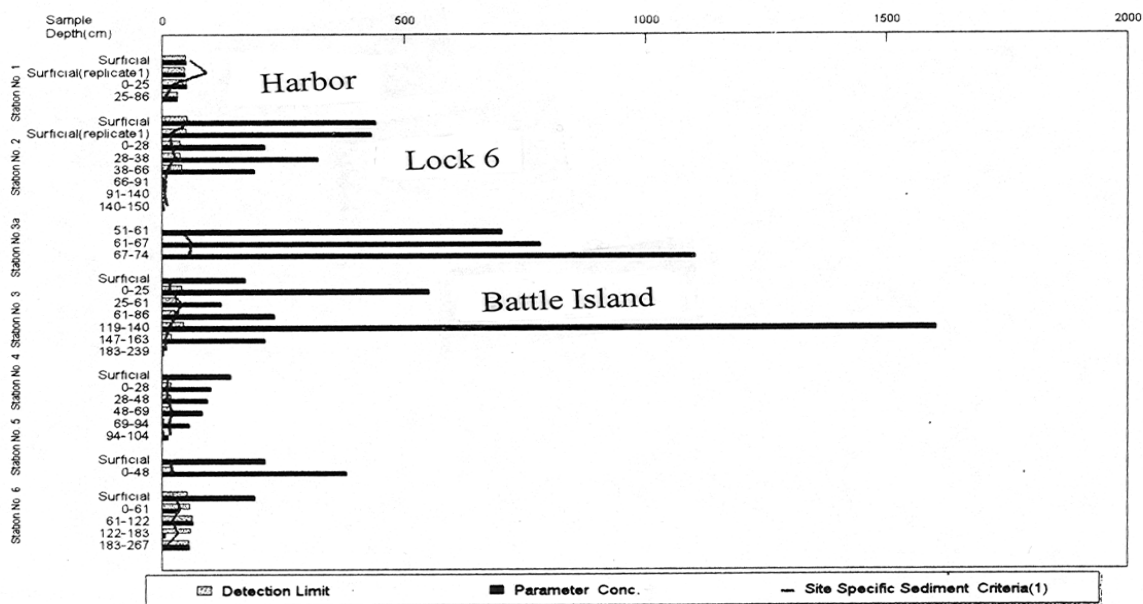 Sample
Depth(cm)
0 500 1000 1500 2000
Station No. 1
Surficial
Surficial(replicate1)
0-25
25-86
Harbor
Station No 2
Surficial
Surficial(replicate1)
0-28
28-38
38-66
66-91
91-140
140-150
Lock 6
Station No 3a
51-61
61-67
67-74
Station No 3
Surficial
0-25
25-61
61-86
119-140
147-163
183-239
Battle Island
Station No 4
Surficial
0-28
28-48
48-69
69-94
94-104
Station No 5
Surficial
0-48
Station No 6
Surficial
0-61
61-122
122-183
183-267
Detection Limit Parameter Conc. Site Specific Sediment Criteria(1)